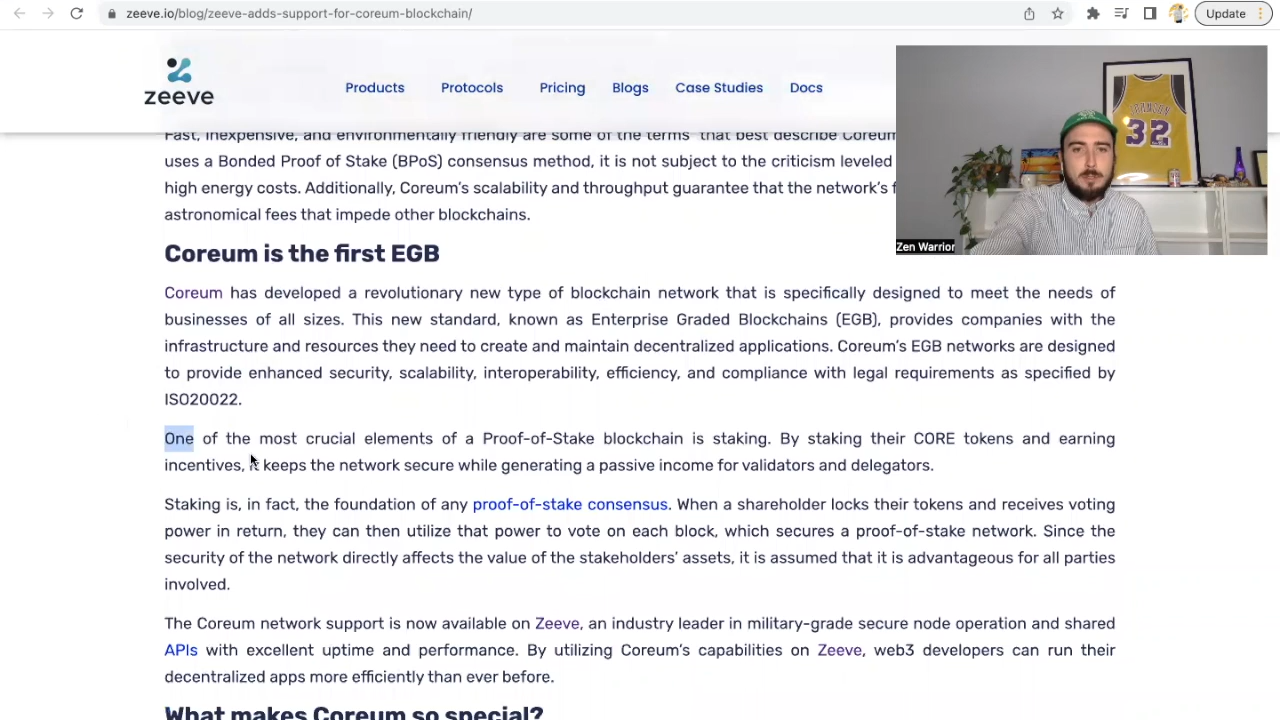 zeeve.io/blog/zeeve-adds-support-for-coreum-blockchain/
Update
zeeve
Products Protocols Pricing Blogs Case Studies Docs
32
Zen Warrior
Fast, inexpensive, and environmentally friendly are some of the terms that best describe Coreum
uses a Bonded Proof of Stake (BPoS) consensus method, it is not subject to the criticism leveled
high energy costs. Additionally, Coreum's scalability and throughput guarantee that the network's f
astronomical fees that impede other blockchains.
Coreum is the first EGB
Coreum has developed a revolutionary new type of blockchain network that is specifically designed to meet the needs of
businesses of all sizes. This new standard, known as Enterprise Graded Blockchains (EGB), provides companies with the
infrastructure and resources they need to create and maintain decentralized applications. Coreum's EGB networks are designed
to provide enhanced security, scalability, interoperability, efficiency, and compliance with legal requirements as specified by
ISO20022.
One of the most crucial elements of a Proof-of-Stake blockchain is staking. By staking their CORE tokens and earning
incentives, it keeps the network secure while generating a passive income for validators and delegators.
Staking is, in fact, the foundation of any proof-of-stake consensus. When a shareholder locks their tokens and receives voting
power in return, they can then utilize that power to vote on each block, which secures a proof-of-stake network. Since the
security of the network directly affects the value of the stakeholders' assets, it is assumed that it is advantageous for all parties
involved.
The Coreum network support is now available on Zeeve, an industry leader in military-grade secure node operation and shared
APIs with excellent uptime and performance. By utilizing Coreum's capabilities on Zeeve, web3 developers can run their
decentralized apps more efficiently than ever before.
What makes Coreum so special?